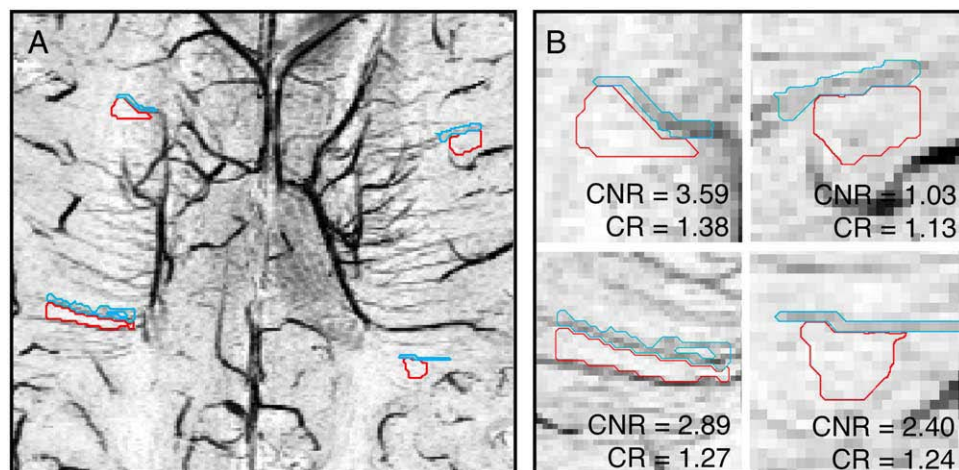 A
B
CNR = 3.59
CR = 1.38
CNR = 1.03
CR = 1.13
CNR = 2.89
CR = 1.27
CNR = 2.40
CR = 1.24